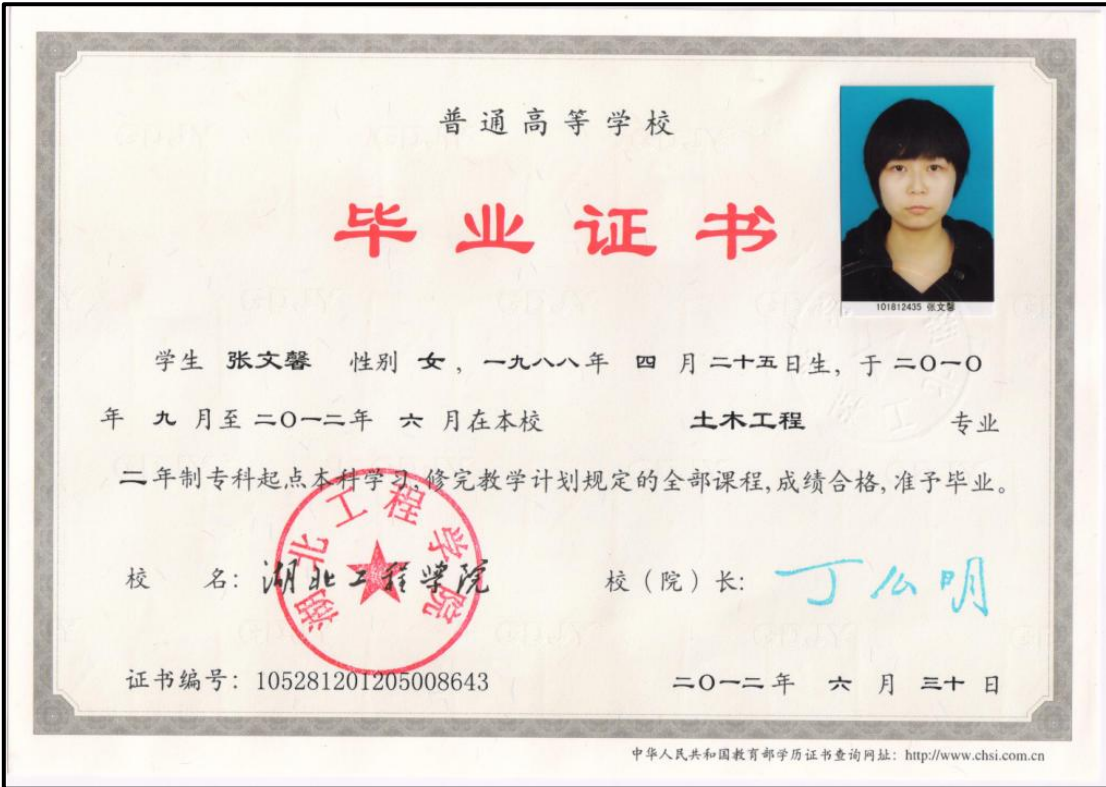 普通高等学校
毕业证书
101812435 张文馨
学生 张文馨 性别 女，一九八八年 四 月二十五日生，于二〇一〇
年 九 月至二〇一二年 六 月在本校 土木工程 专业
二年制专科起点本科学习,修完教学计划规定的全部课程,成绩合格,准予毕业。
湖北工程学院
校 名：湖北工程学院 校（院）长: 丁么明
证书编号：105281201205008643 二〇一二年 六 月 三十 日
中华人民共和国教育部学历证书查询网址：http://www.chsi.com.cn